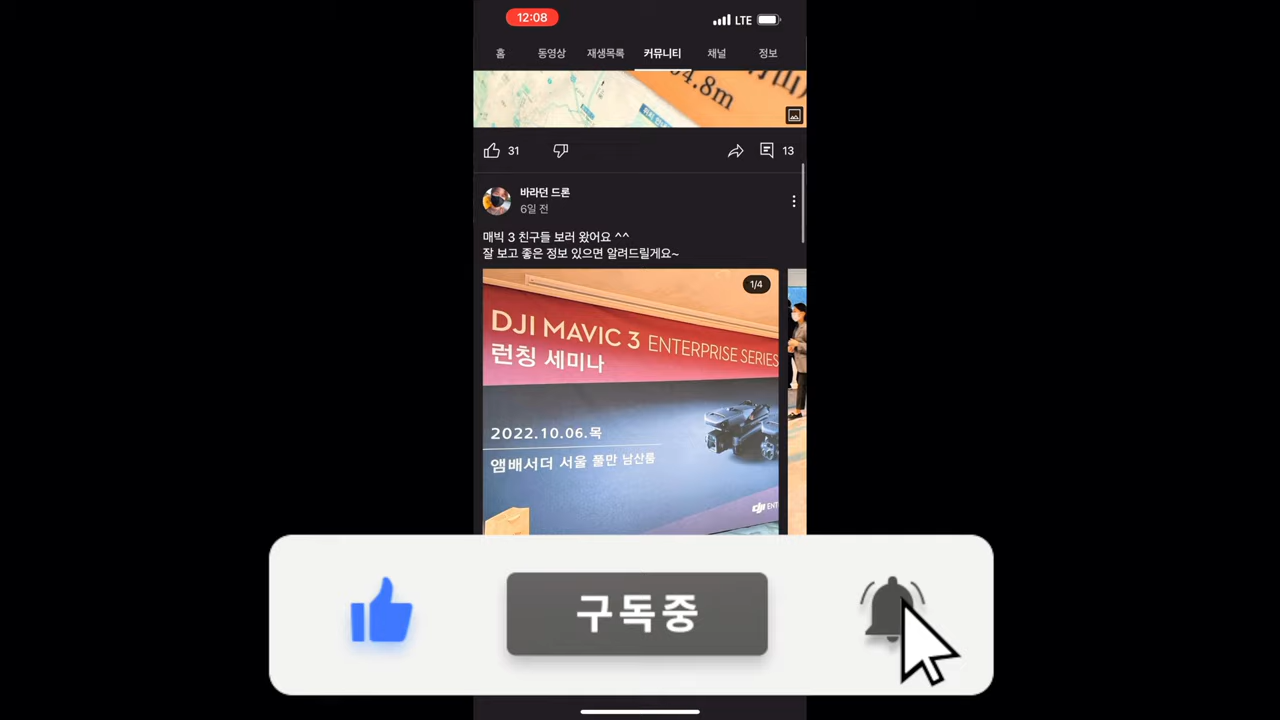 12:08
LTE
홈 동영상 재생목록 커뮤니티 채널 정보
4.8m
31
13
바라던 드론
6일 전
매빅 3 친구들 보러 왔어요 ^^
잘 보고 좋은 정보 있으면 알려드릴게요~
1/4
DJI MAVIC 3 ENTERPRISE SERIES
런칭 세미나
2022.10.06.목
앰배서더 서울 풀만 남산룸
dji ENT
구독중